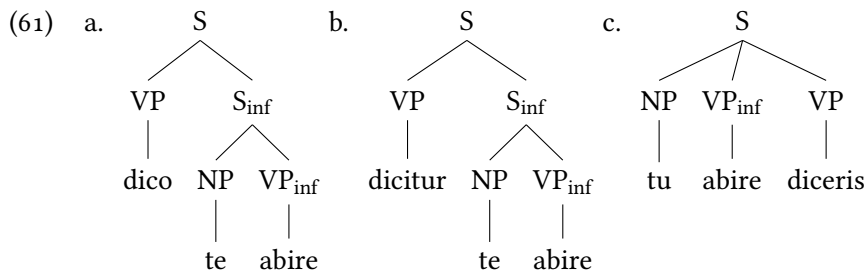 (61) a. S b. S c. S
VP S_inf VP S_inf NP VP_inf VP
dico NP VP_inf dicitur NP VP_inf tu abire diceris
te abire te abire